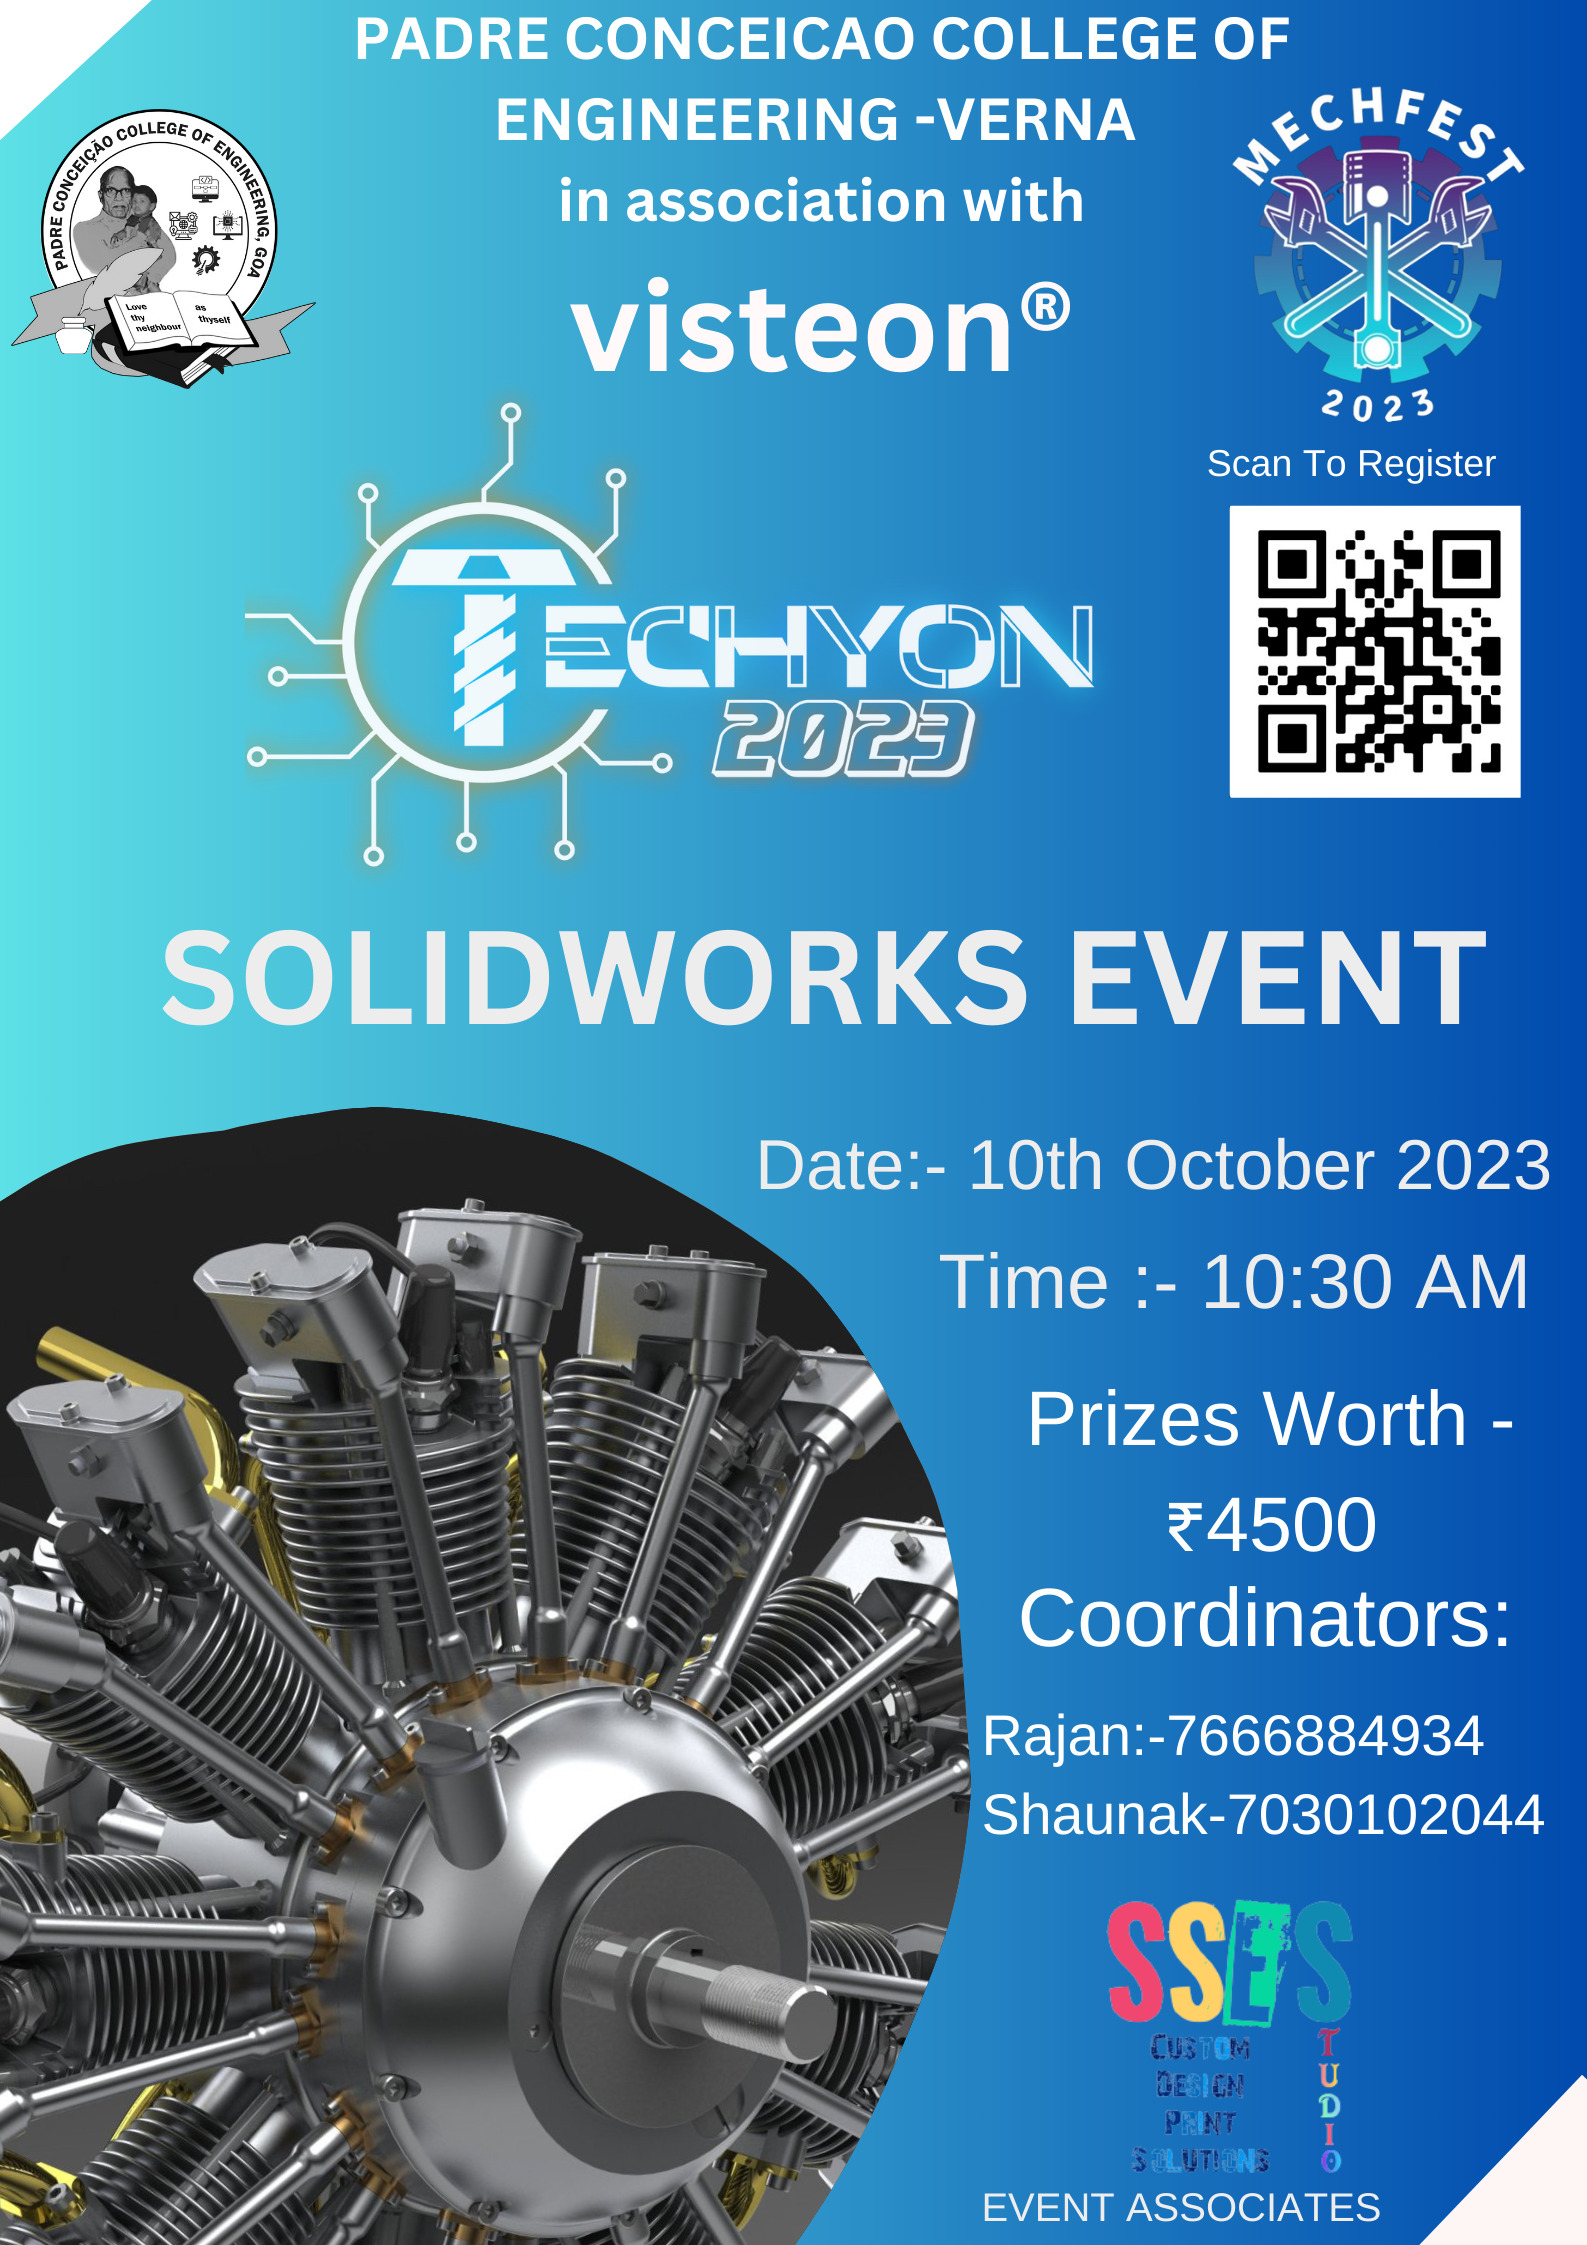 PADRE CONCEICAO COLLEGE OF
ENGINEERING -VERNA
in association with
visteon®
PADRE CONCEIÇÃO COLLEGE OF ENGINEERING, GOA
Love
thy
neighbour
as
thyself
MECHFEST
2023
Scan To Register
TECHYON
2023
SOLIDWORKS EVENT
Date:- 10th October 2023
Time :- 10:30 AM
Prizes Worth -
₹4500
Coordinators:
Rajan:-7666884934
Shaunak-7030102044
SSES
STUDIO
CUSTOM
DESIGN
PRINT
SOLUTIONS
EVENT ASSOCIATES